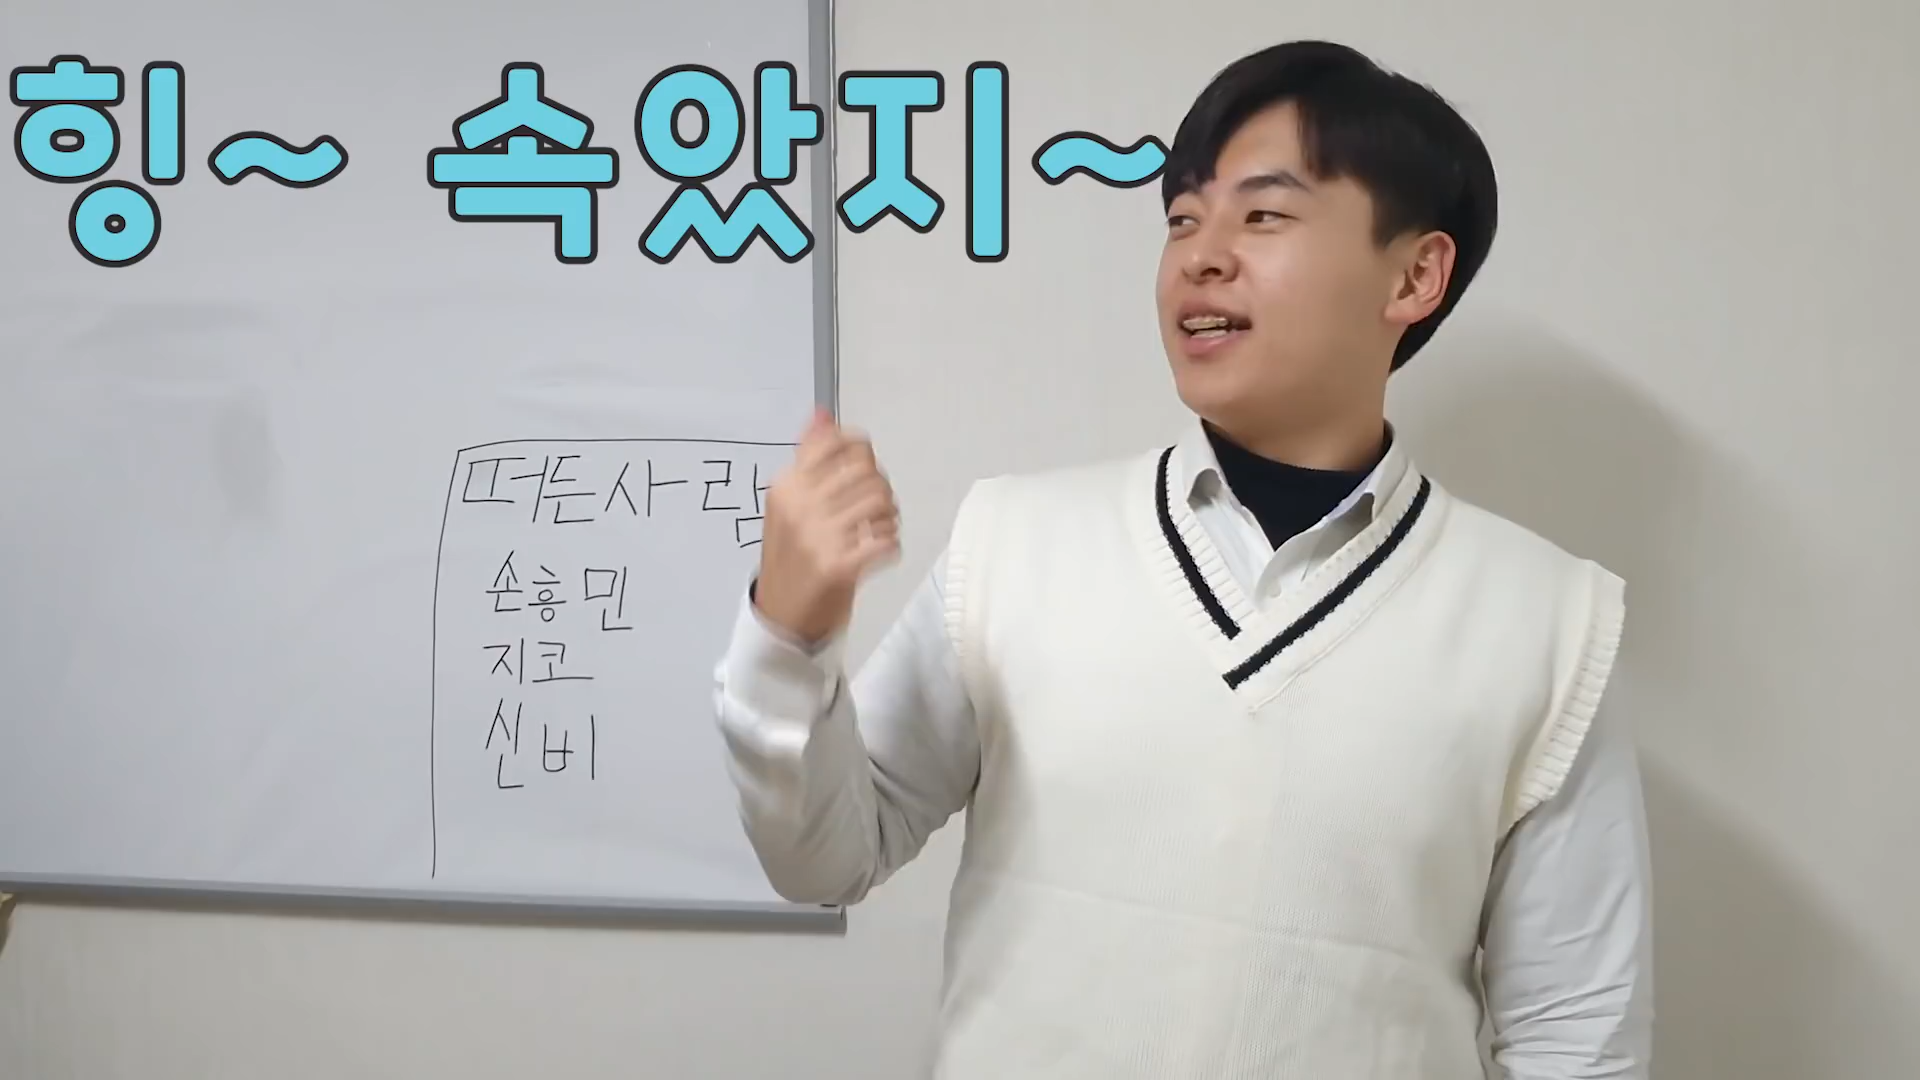 힝~ 속았지~
떠든사람
손흥민
지코
신비